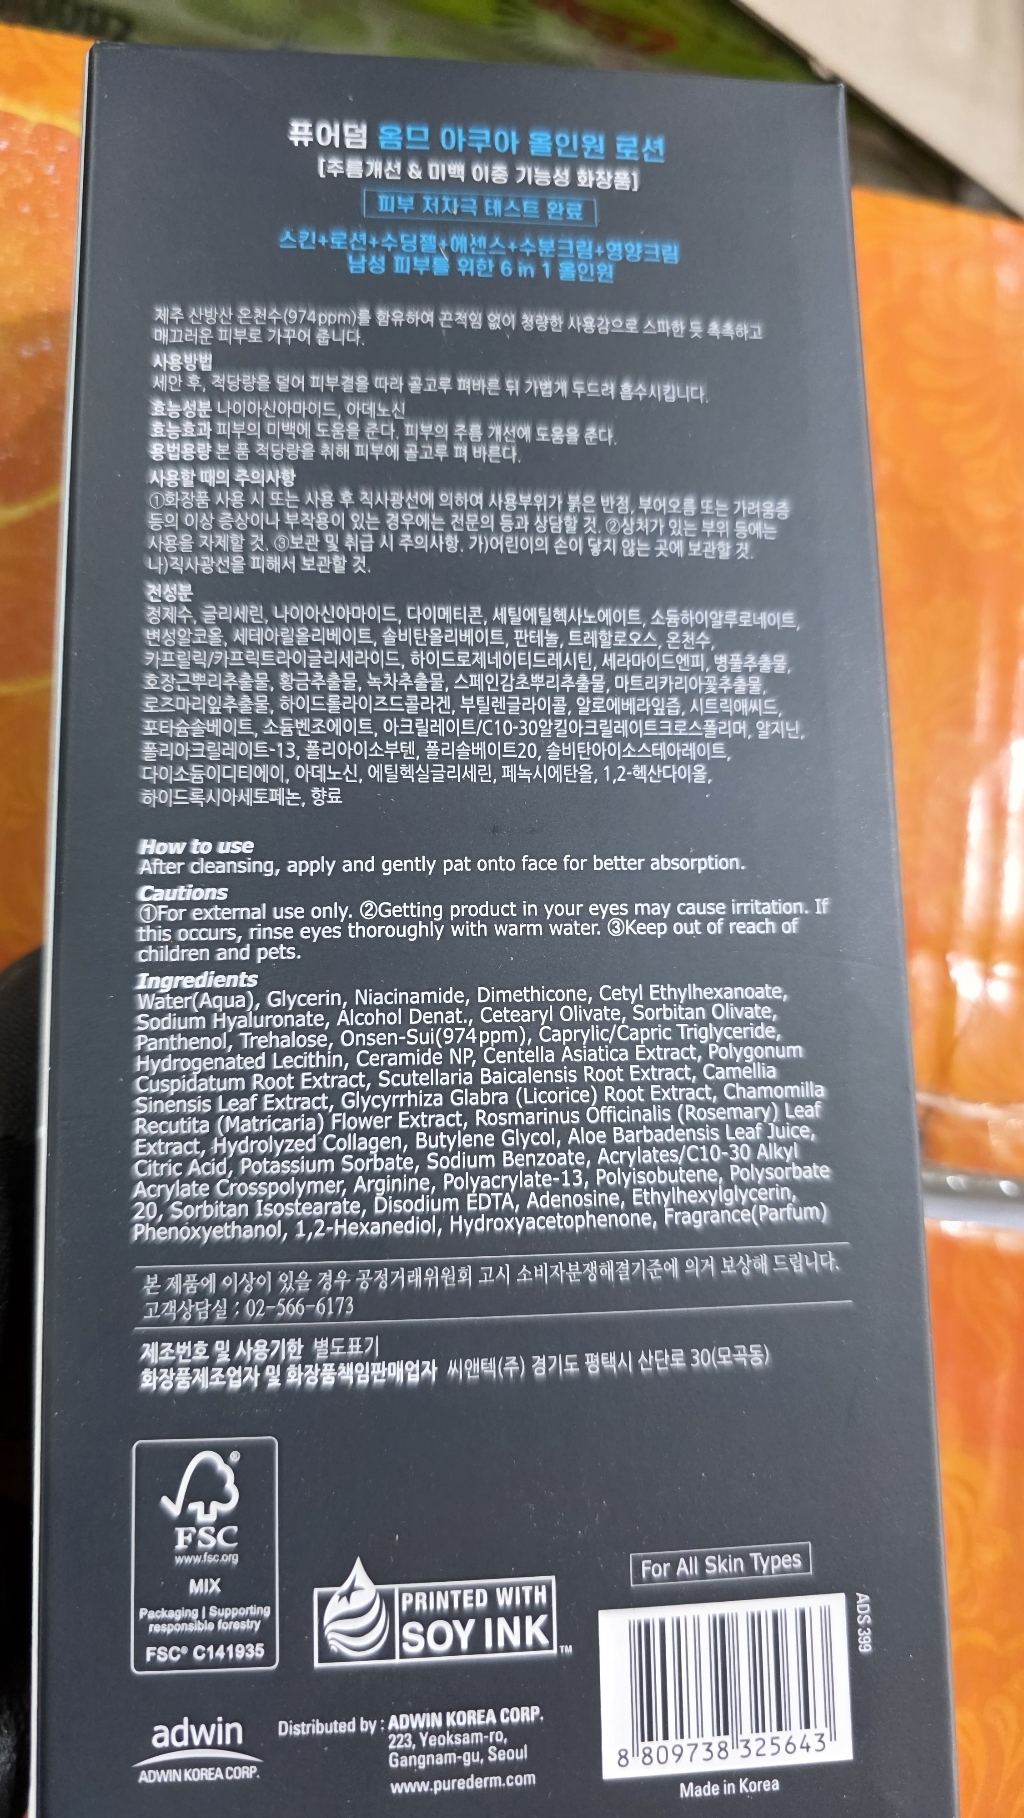 퓨어덤 옴므 아쿠아 올인원 로션
[주름개선 & 미백 이중 기능성 화장품]
피부 저자극 테스트 완료
스킨+로션+수딩젤+에센스+수분크림+영양크림
남성 피부를 위한 6 in 1 올인원
제주 산방산 온천수(974ppm)를 함유하여 끈적임 없이 청량한 사용감으로 스파한 듯 촉촉하고
매끄러운 피부로 가꾸어 줍니다.
사용방법
세안 후, 적당량을 덜어 피부결을 따라 골고루 펴바른 뒤 가볍게 두드려 흡수시킵니다.
효능성분 나이아신아마이드, 아데노신
효능효과 피부의 미백에 도움을 준다. 피부의 주름 개선에 도움을 준다.
용법용량 본 품 적당량을 취해 피부에 골고루 펴 바른다.
사용할 때의 주의사항
①화장품 사용 시 또는 사용 후 직사광선에 의하여 사용부위가 붉은 반점, 부어오름 또는 가려움증
등의 이상 증상이나 부작용이 있는 경우에는 전문의 등과 상담할 것. ②상처가 있는 부위 등에는
사용을 자제할 것. ③보관 및 취급 시 주의사항. 가)어린이의 손이 닿지 않는 곳에 보관할 것.
나)직사광선을 피해서 보관할 것.
전성분
정제수, 글리세린, 나이아신아마이드, 다이메티콘, 세틸에틸헥사노에이트, 소듐하이알루로네이트,
변성알코올, 세테아릴올리베이트, 솔비탄올리베이트, 판테놀, 트레할로오스, 온천수,
카프릴릭/카프릭트라이글리세라이드, 하이드로제네이티드레시틴, 세라마이드엔피, 병풀추출물,
호장근뿌리추출물, 황금추출물, 녹차추출물, 스페인감초뿌리추출물, 마트리카리아꽃추출물,
로즈마리잎추출물, 하이드롤라이즈드콜라겐, 부틸렌글라이콜, 알로에베라잎즙, 시트릭애씨드,
포타슘솔베이트, 소듐벤조에이트, 아크릴레이트/C10-30알킬아크릴레이트크로스폴리머, 알지닌,
폴리아크릴레이트-13, 폴리아이소부텐, 폴리솔베이트20, 솔비탄아이소스테아레이트,
다이소듐이디티에이, 아데노신, 에틸헥실글리세린, 페녹시에탄올, 1,2-헥산다이올,
하이드록시아세토페논, 향료
How to use
After cleansing, apply and gently pat onto face for better absorption.
Cautions
①For external use only. ②Getting product in your eyes may cause irritation. If
this occurs, rinse eyes thoroughly with warm water. ③Keep out of reach of
children and pets.
Ingredients
Water(Aqua), Glycerin, Niacinamide, Dimethicone, Cetyl Ethylhexanoate,
Sodium Hyaluronate, Alcohol Denat., Cetearyl Olivate, Sorbitan Olivate,
Panthenol, Trehalose, Onsen-Sui(974ppm), Caprylic/Capric Triglyceride,
Hydrogenated Lecithin, Ceramide NP, Centella Asiatica Extract, Polygonum
Cuspidatum Root Extract, Scutellaria Baicalensis Root Extract, Camellia
Sinensis Leaf Extract, Glycyrrhiza Glabra (Licorice) Root Extract, Chamomilla
Recutita (Matricaria) Flower Extract, Rosmarinus Officinalis (Rosemary) Leaf
Extract, Hydrolyzed Collagen, Butylene Glycol, Aloe Barbadensis Leaf Juice,
Citric Acid, Potassium Sorbate, Sodium Benzoate, Acrylates/C10-30 Alkyl
Acrylate Crosspolymer, Arginine, Polyacrylate-13, Polyisobutene, Polysorbate
20, Sorbitan Isostearate, Disodium EDTA, Adenosine, Ethylhexylglycerin,
Phenoxyethanol, 1,2-Hexanediol, Hydroxyacetophenone, Fragrance(Parfum)
본 제품에 이상이 있을 경우 공정거래위원회 고시 소비자분쟁해결기준에 의거 보상해 드립니다.
고객상담실 : 02-566-6173
제조번호 및 사용기한 별도표기
화장품제조업자 및 화장품책임판매업자 씨앤텍(주) 경기도 평택시 산단로 30(모곡동)
FSC®
www.fsc.org
MIX
Packaging | Supporting
responsible forestry
FSC® C141935
PRINTED WITH
SOY INK™
For All Skin Types
ADS 399
8 809738 325643
Made in Korea
adwin
ADWIN KOREA CORP.
Distributed by : ADWIN KOREA CORP.
223, Yeoksam-ro,
Gangnam-gu, Seoul
www.purederm.com